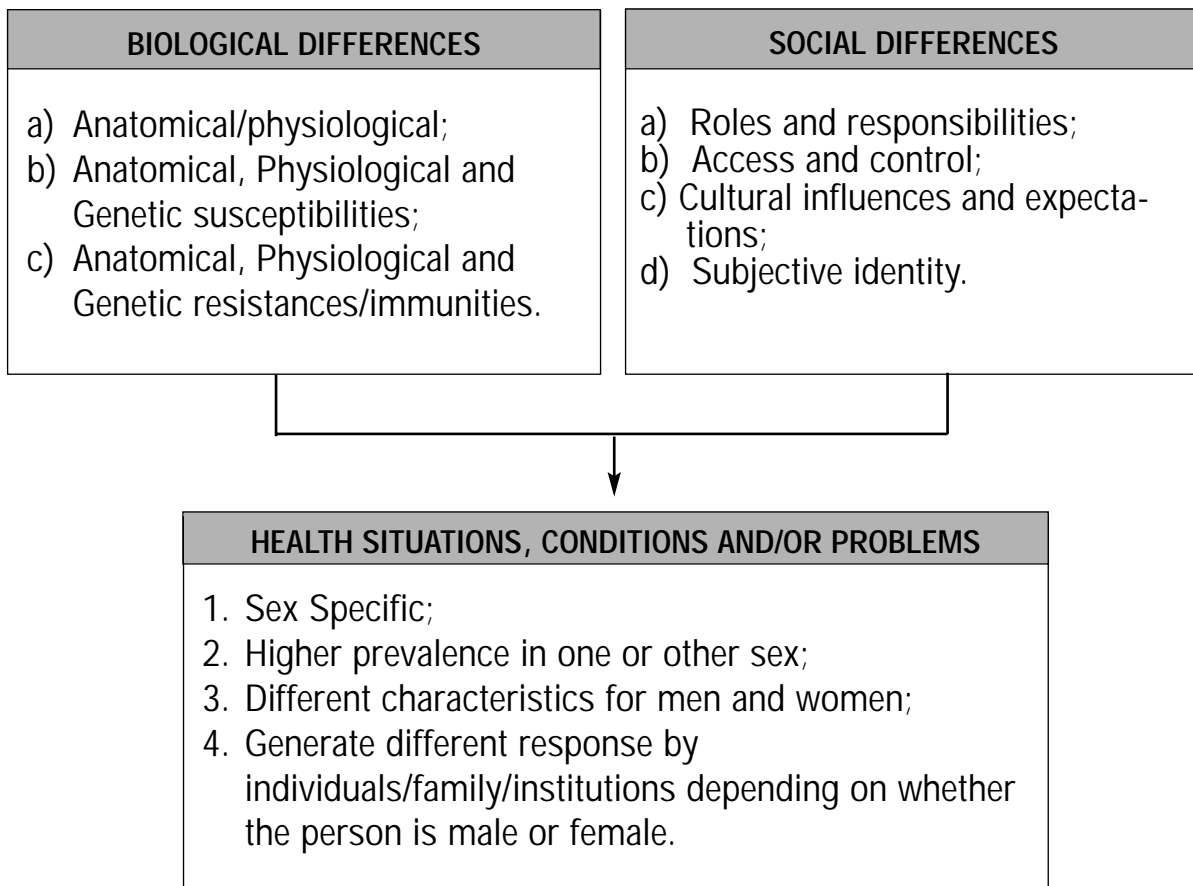 BIOLOGICAL DIFFERENCES
a) Anatomical/physiological;
b) Anatomical, Physiological and
Genetic susceptibilities;
c) Anatomical, Physiological and
Genetic resistances/immunities.
SOCIAL DIFFERENCES
a) Roles and responsibilities;
b) Access and control;
c) Cultural influences and expecta-
tions;
d) Subjective identity.
HEALTH SITUATIONS, CONDITIONS AND/OR PROBLEMS
1. Sex Specific;
2. Higher prevalence in one or other sex;
3. Different characteristics for men and women;
4. Generate different response by
individuals/family/institutions depending on whether
the person is male or female.